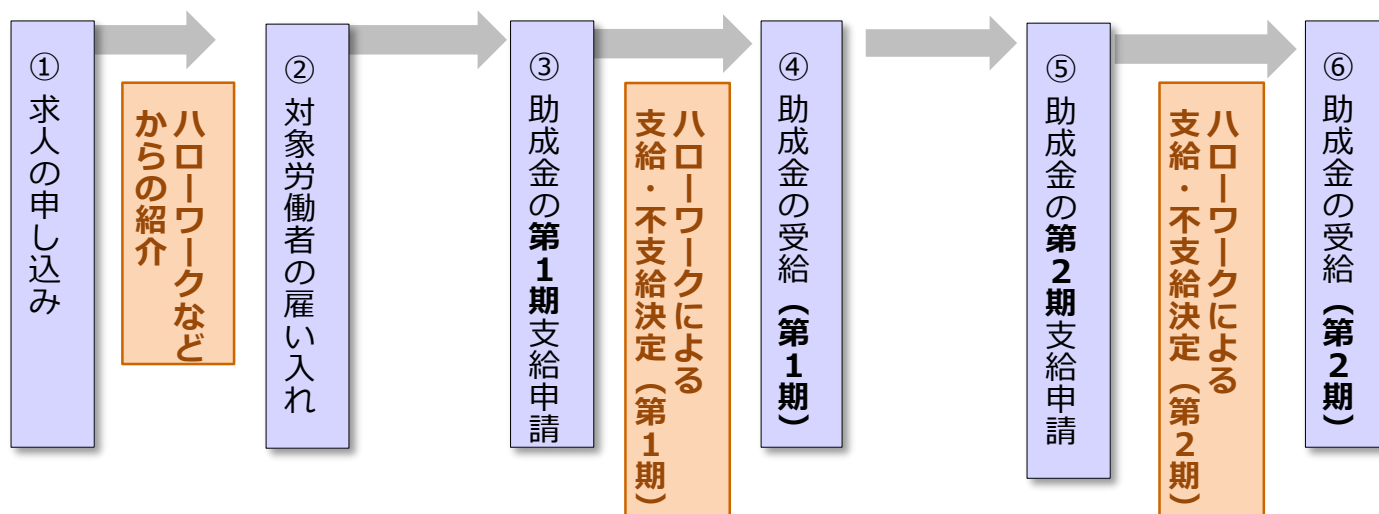 ① 求人の申し込み
ハローワークなど
からの紹介
② 対象労働者の雇い入れ
③ 助成金の第1期支給申請
ハローワークによる
支給・不支給決定（第1期）
④ 助成金の受給（第1期）
⑤ 助成金の第2期支給申請
ハローワークによる
支給・不支給決定（第2期）
⑥ 助成金の受給（第2期）